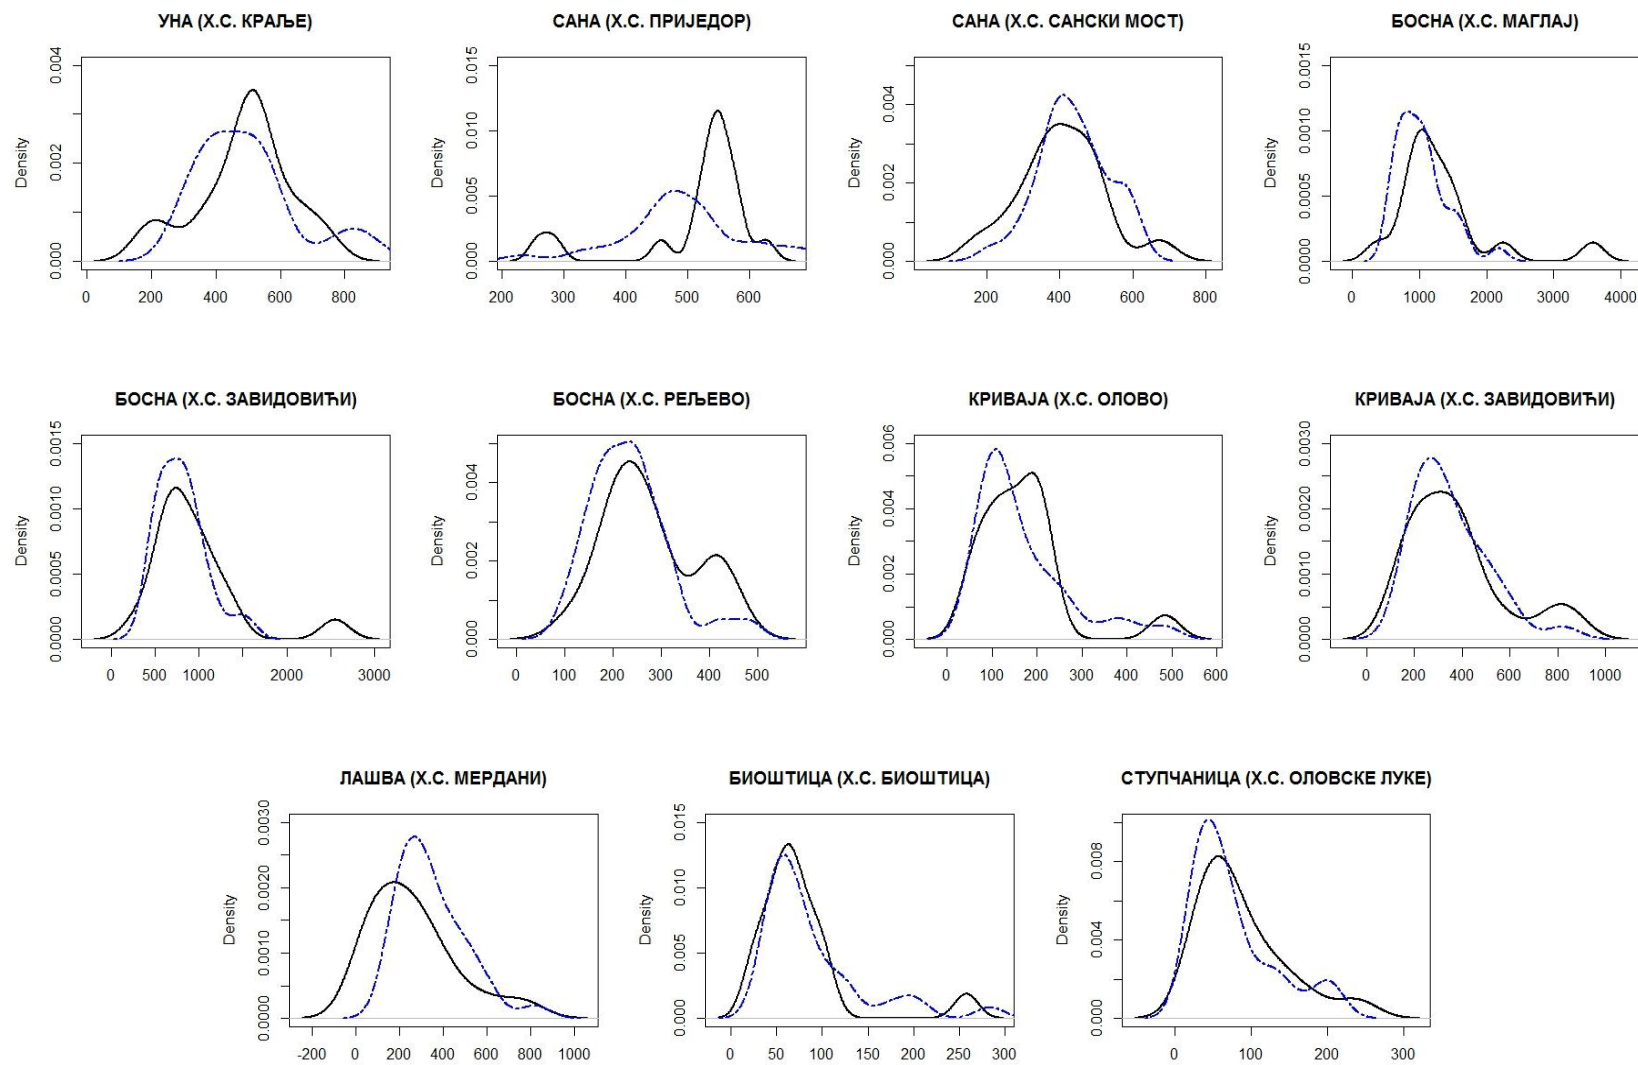 УНА (Х.С. КРАЉЕ)
Density
0.000 0.002 0.004
0 200 400 600 800
САНА (Х.С. ПРИЈЕДОР)
Density
0.000 0.005 0.010 0.015
200 300 400 500 600
САНА (Х.С. САНСКИ МОСТ)
Density
0.000 0.002 0.004
200 400 600 800
БОСНА (Х.С. МАГЛАЈ)
Density
0.0000 0.0005 0.0010 0.0015
0 1000 2000 3000 4000
БОСНА (Х.С. ЗАВИДОВИЋИ)
Density
0.0000 0.0005 0.0010 0.0015
0 500 1000 2000 3000
БОСНА (Х.С. РЕЉЕВО)
Density
0.000 0.002 0.004
0 100 200 300 400 500
КРИВАЈА (Х.С. ОЛОВО)
Density
0.000 0.002 0.004 0.006
0 100 200 300 400 500 600
КРИВАЈА (Х.С. ЗАВИДОВИЋИ)
Density
0.0000 0.0010 0.0020 0.0030
0 200 400 600 800 1000
ЛАШВА (Х.С. МЕРДАНИ)
Density
0.0000 0.0010 0.0020 0.0030
-200 0 200 400 600 800 1000
БИОШТИЦА (Х.С. БИОШТИЦА)
Density
0.000 0.005 0.010 0.015
0 50 100 150 200 250 300
СТУПЧАНИЦА (Х.С. ОЛОВСКЕ ЛУКЕ)
Density
0.000 0.004 0.008
0 100 200 300